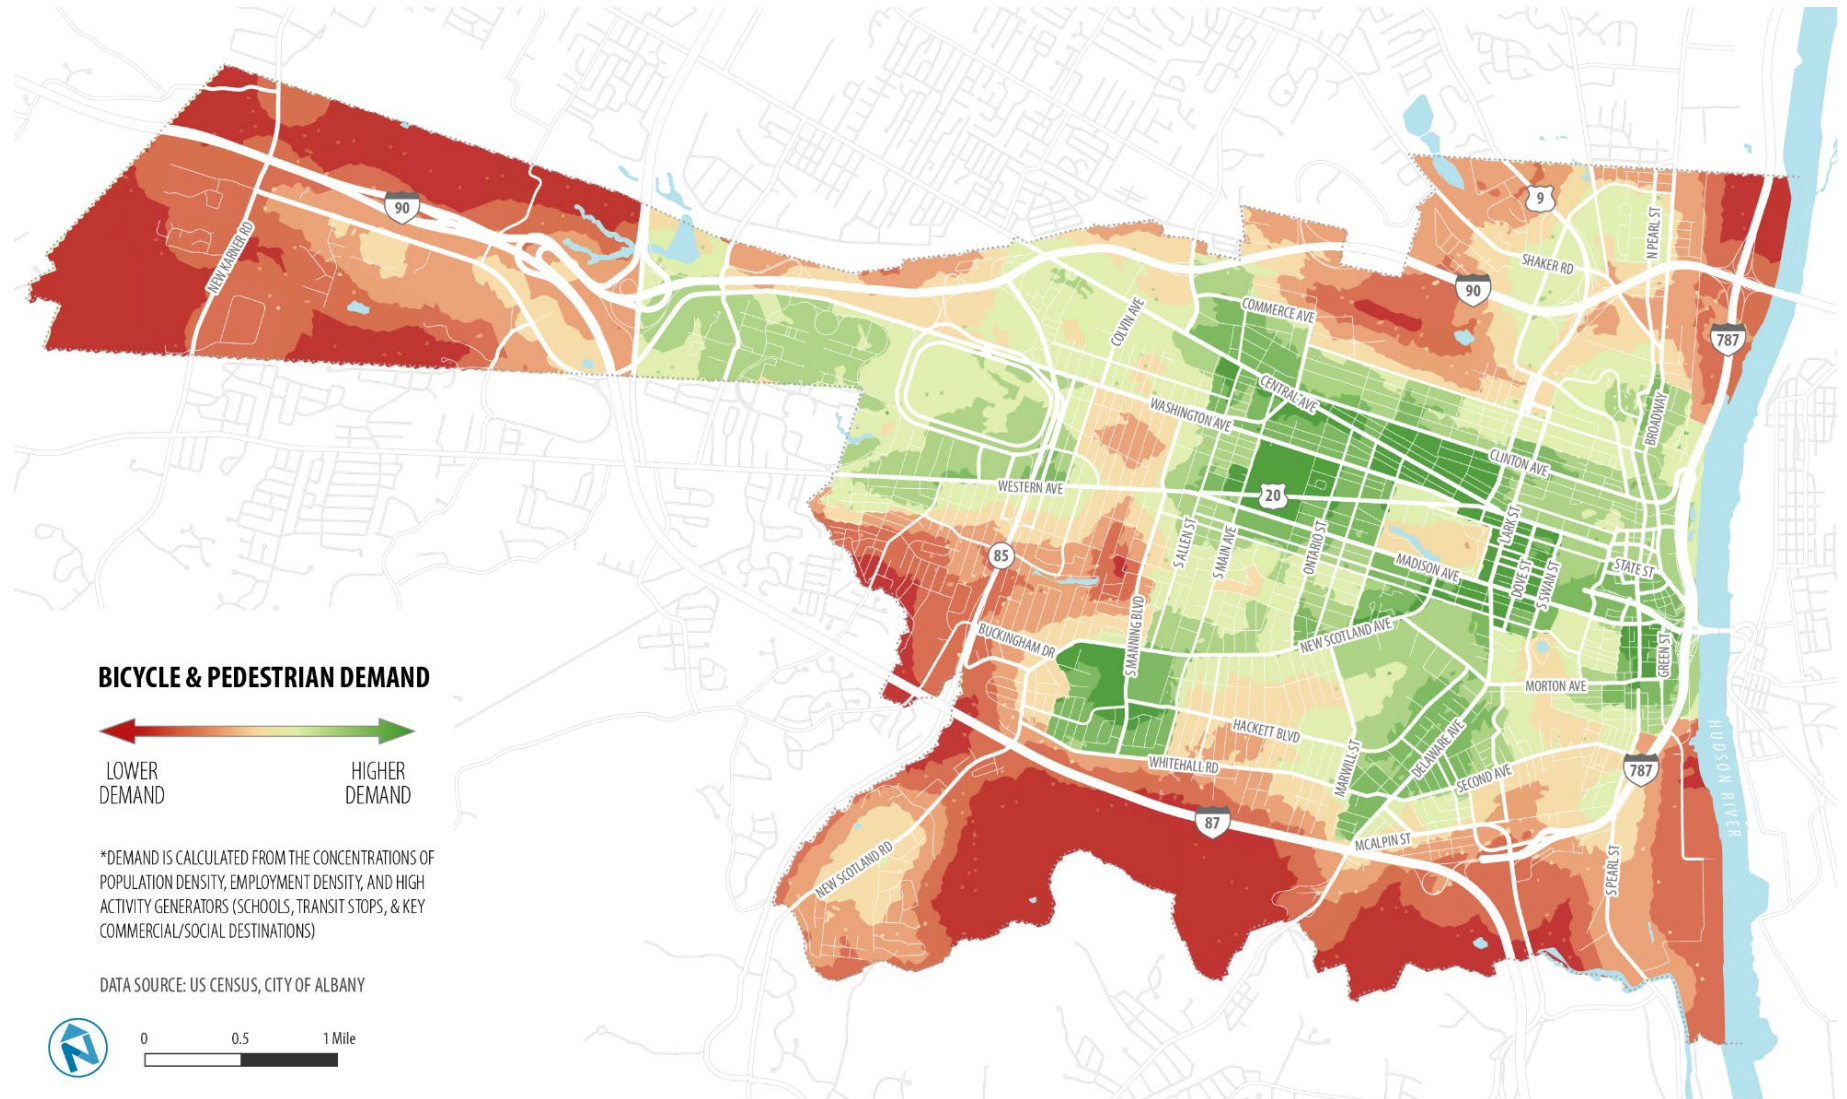 90
NEW KARNER RD
9
N PEARL ST
SHAKER RD
90
COMMERCE AVE
COLVIN AVE
787
CENTRAL AVE
WASHINGTON AVE
BROADWAY
CLINTON AVE
WESTERN AVE
20
LARK ST
S ALLEN ST
S MAIN AVE
ONTARIO ST
85
MADISON AVE
DOVE ST
S SWAN ST
STATE ST
BUCKINGHAM DR
S MANNING BLVD
NEW SCOTLAND AVE
GREEN ST
MORTON AVE
HACKETT BLVD
DELAWARE AVE
WHITEHALL RD
MARWILL ST
SECOND AVE
787
HUDSON RIVER
87
MCALPIN ST
NEW SCOTLAND RD
S PEARL ST
BICYCLE & PEDESTRIAN DEMAND
LOWER
DEMAND
HIGHER
DEMAND
*DEMAND IS CALCULATED FROM THE CONCENTRATIONS OF
POPULATION DENSITY, EMPLOYMENT DENSITY, AND HIGH
ACTIVITY GENERATORS (SCHOOLS, TRANSIT STOPS, & KEY
COMMERCIAL/SOCIAL DESTINATIONS)
DATA SOURCE: US CENSUS, CITY OF ALBANY
N
0 0.5 1 Mile